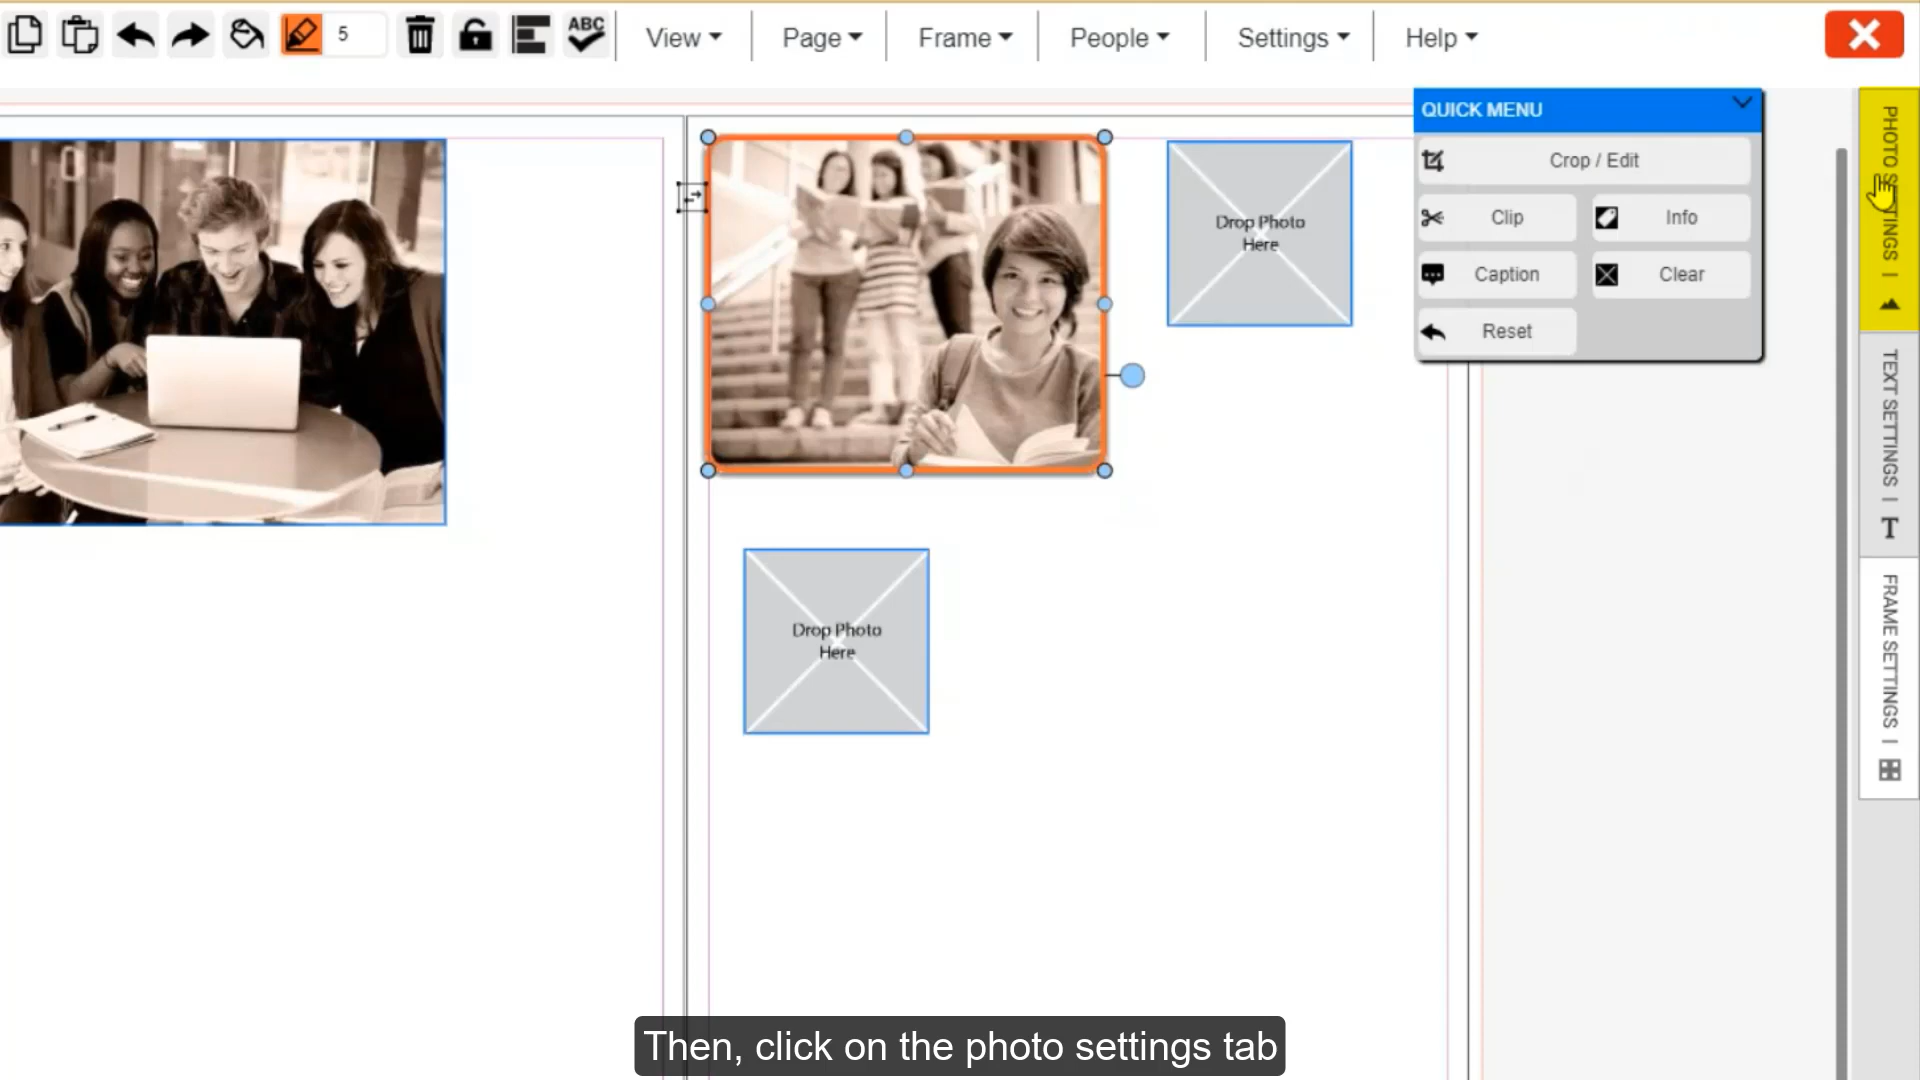 5
ABC
View
Page
Frame
People
Settings
Help
QUICK MENU
Crop / Edit
Clip
Info
Caption
Clear
Reset
PHOTO SETTINGS |
TEXT SETTINGS | T
FRAME SETTINGS |
Drop Photo
Here
Drop Photo
Here
Then, click on the photo settings tab